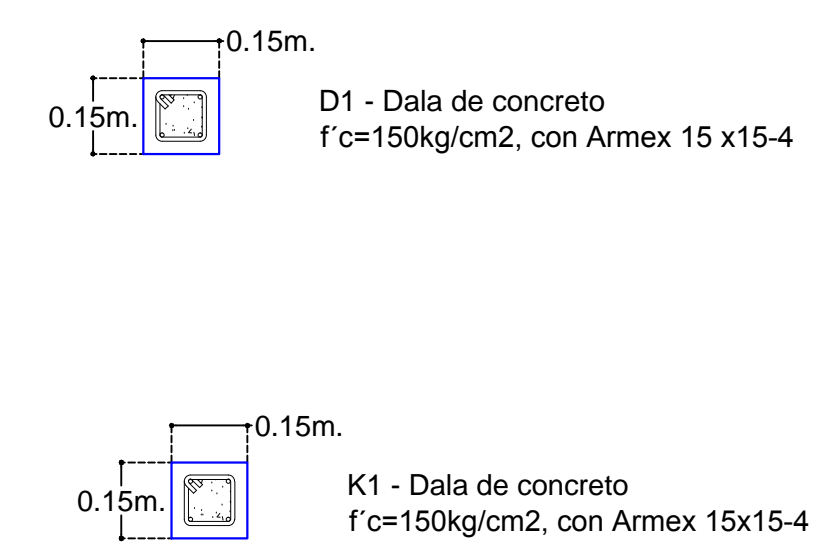 0.15m.
0.15m.
D1 - Dala de concreto
f´c=150kg/cm2, con Armex 15 x15-4
0.15m.
0.15m.
K1 - Dala de concreto
f´c=150kg/cm2, con Armex 15x15-4